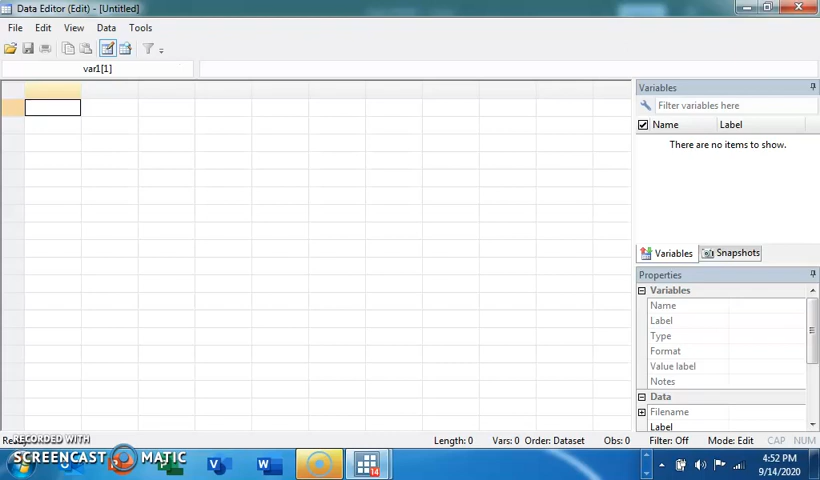 Data Editor (Edit) - [Untitled]
File Edit View Data Tools
var1[1]
Variables
Filter variables here
Name Label
There are no items to show.
Variables Snapshots
Properties
Variables
Name
Label
Type
Format
Value label
Notes
Data
Filename
Label
Ready
RECORDED WITH
SCREENCAST MATIC
Length: 0 Vars: 0 Order: Dataset Obs: 0 Filter: Off Mode: Edit CAP NUM
14
4:52 PM
9/14/2020